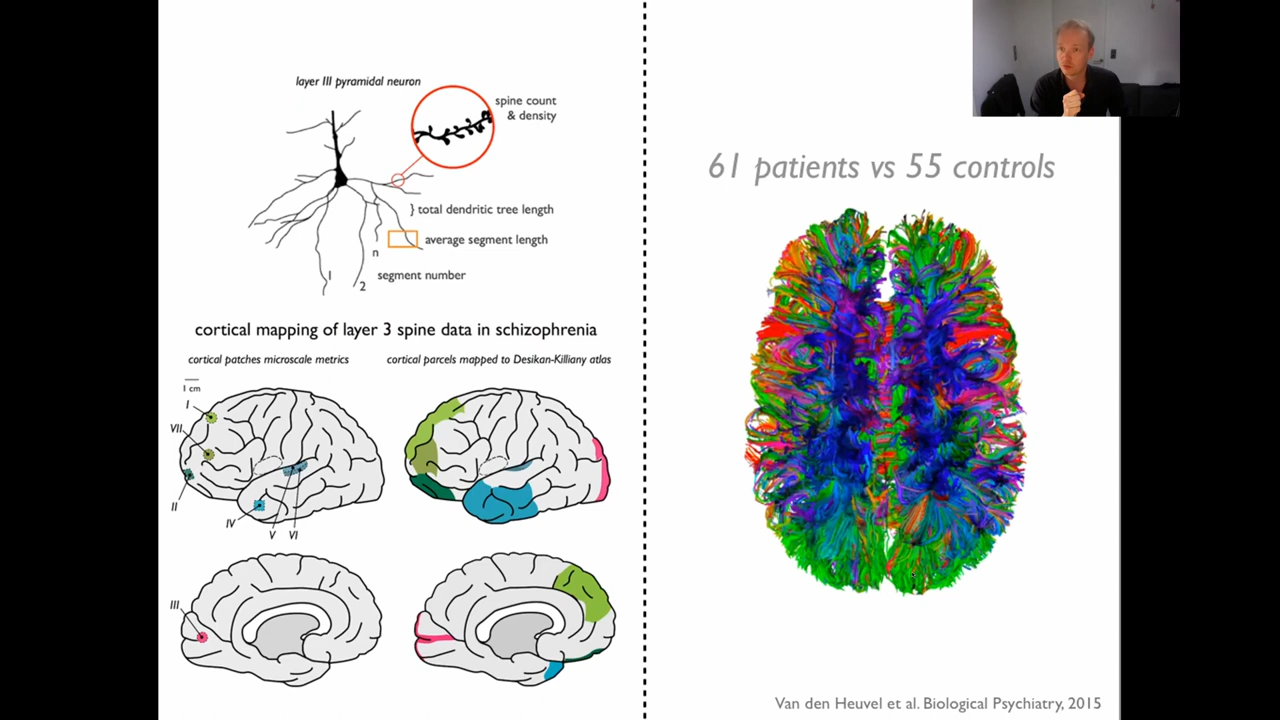 layer III pyramidal neuron
spine count
& density
} total dendritic tree length
average segment length
n
segment number
1
2
cortical mapping of layer 3 spine data in schizophrenia
cortical patches microscale metrics
cortical parcels mapped to Desikan-Killiany atlas
1 cm
I
VII
II
IV
V
VI
III
61 patients vs 55 controls
Van den Heuvel et al. Biological Psychiatry, 2015